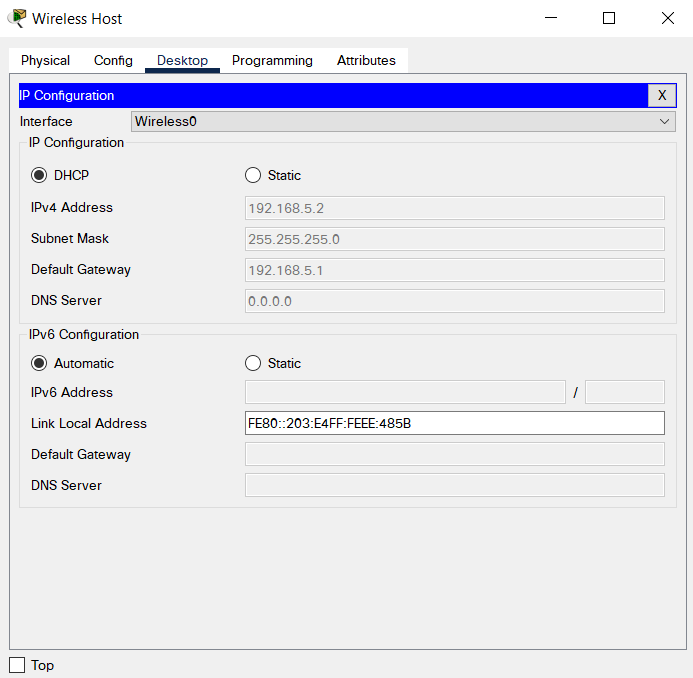 Wireless Host
Physical Config Desktop Programming Attributes
IP Configuration X
Interface Wireless0
IP Configuration
DHCP Static
IPv4 Address 192.168.5.2
Subnet Mask 255.255.255.0
Default Gateway 192.168.5.1
DNS Server 0.0.0.0
IPv6 Configuration
Automatic Static
IPv6 Address /
Link Local Address FE80::203:E4FF:FEEE:485B
Default Gateway
DNS Server
Top